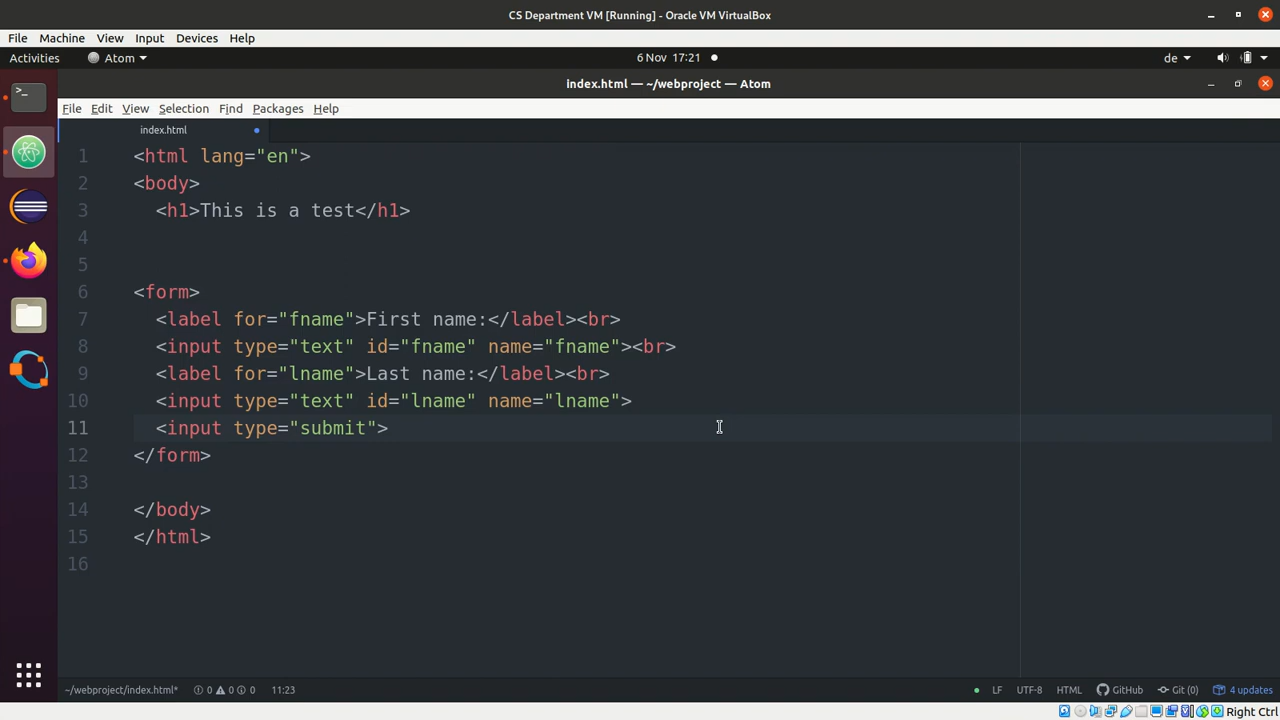 CS Department VM [Running] - Oracle VM VirtualBox
File Machine View Input Devices Help
Activities Atom 6 Nov 17:21 de
index.html — ~/webproject — Atom
File Edit View Selection Find Packages Help
index.html
1 <html lang="en">
2 <body>
3 <h1>This is a test</h1>
4
5
6 <form>
7 <label for="fname">First name:</label><br>
8 <input type="text" id="fname" name="fname"><br>
9 <label for="lname">Last name:</label><br>
10 <input type="text" id="lname" name="lname">
11 <input type="submit">
12 </form>
13
14 </body>
15 </html>
16
~/webproject/index.html* 0 0 0 11:23 LF UTF-8 HTML GitHub Git (0) 4 updates
Right Ctrl